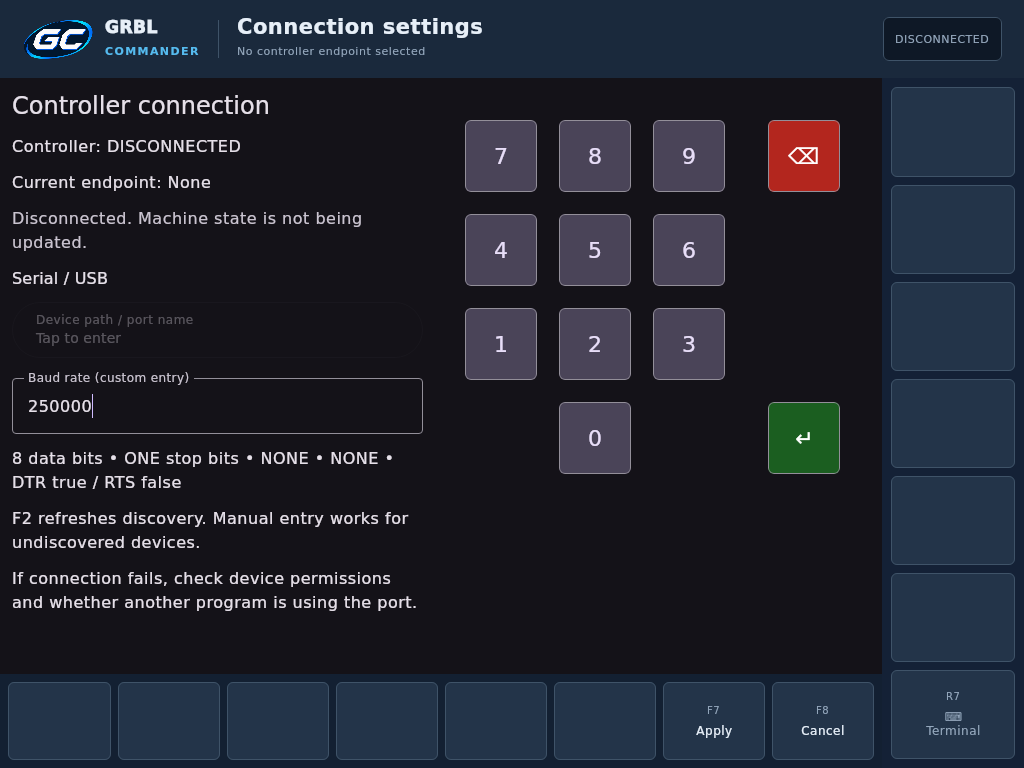 GC
GRBL
COMMANDER
Connection settings
No controller endpoint selected
DISCONNECTED
Controller connection
Controller: DISCONNECTED
Current endpoint: None
Disconnected. Machine state is not being
updated.
Serial / USB
Device path / port name
Tap to enter
Baud rate (custom entry)
250000
8 data bits • ONE stop bits • NONE • NONE •
DTR true / RTS false
F2 refreshes discovery. Manual entry works for
undiscovered devices.
If connection fails, check device permissions
and whether another program is using the port.
7 8 9 ⌫
4 5 6
1 2 3
0 ↵
F7
Apply
F8
Cancel
R7
⌨
Terminal